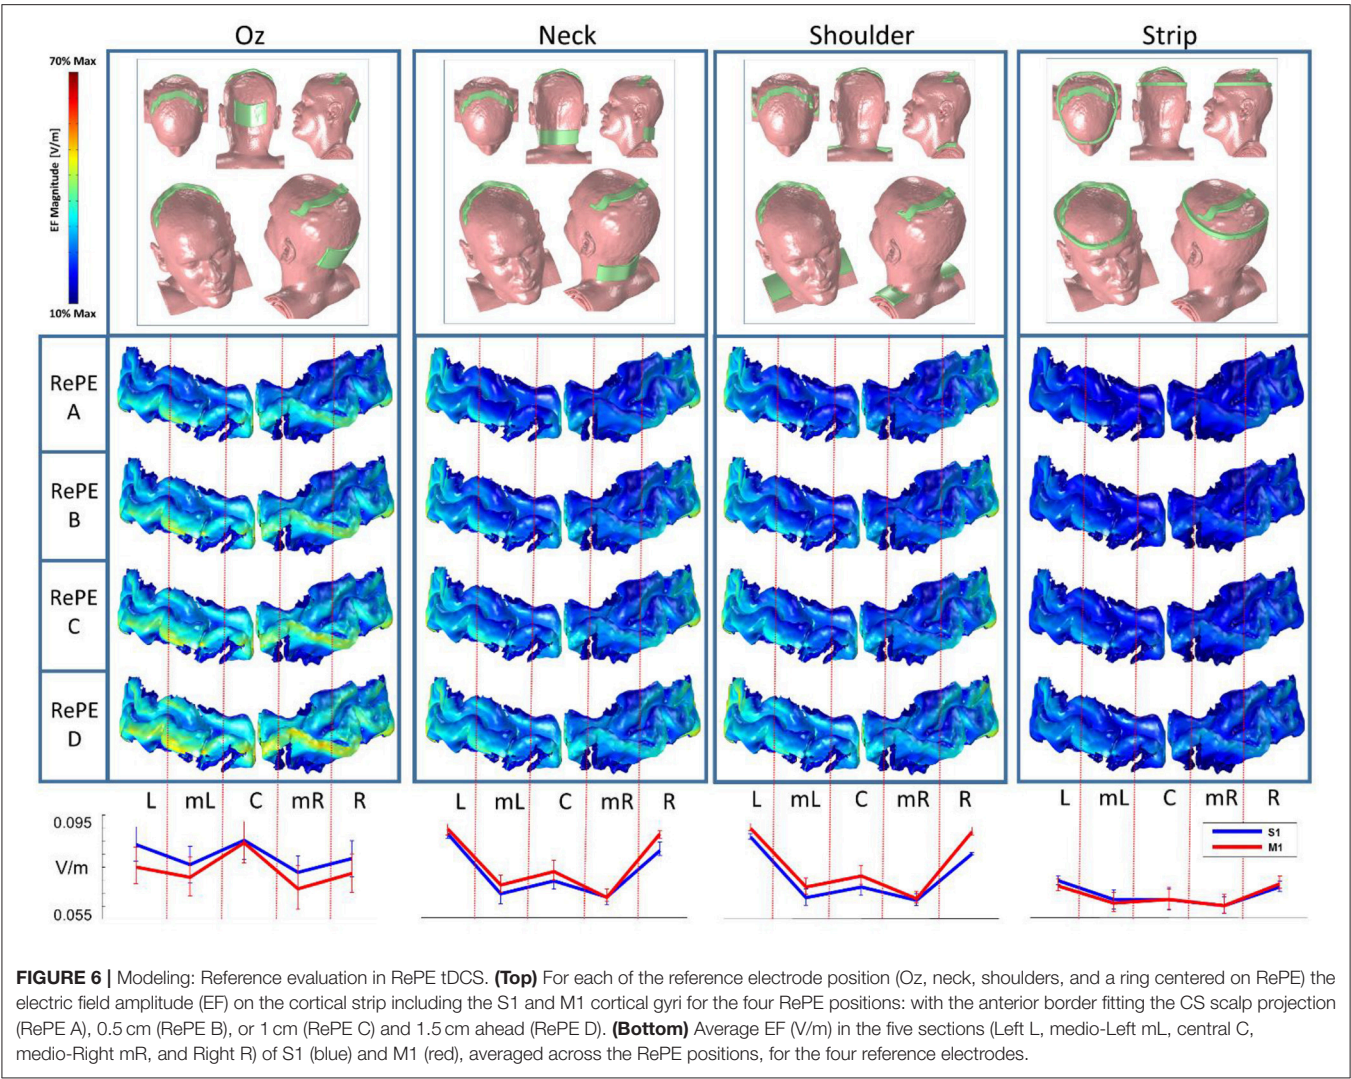 Oz Neck Shoulder Strip
70% Max
EF Magnitude [V/m]
10% Max
RePE
A
RePE
B
RePE
C
RePE
D
L mL C mR R L mL C mR R L mL C mR R L mL C mR R
0.095
V/m
0.055
S1
M1
FIGURE 6 | Modeling: Reference evaluation in RePE tDCS. (Top) For each of the reference electrode position (Oz, neck, shoulders, and a ring centered on RePE) the
electric field amplitude (EF) on the cortical strip including the S1 and M1 cortical gyri for the four RePE positions: with the anterior border fitting the CS scalp projection
(RePE A), 0.5 cm (RePE B), or 1 cm (RePE C) and 1.5 cm ahead (RePE D). (Bottom) Average EF (V/m) in the five sections (Left L, medio-Left mL, central C,
medio-Right mR, and Right R) of S1 (blue) and M1 (red), averaged across the RePE positions, for the four reference electrodes.